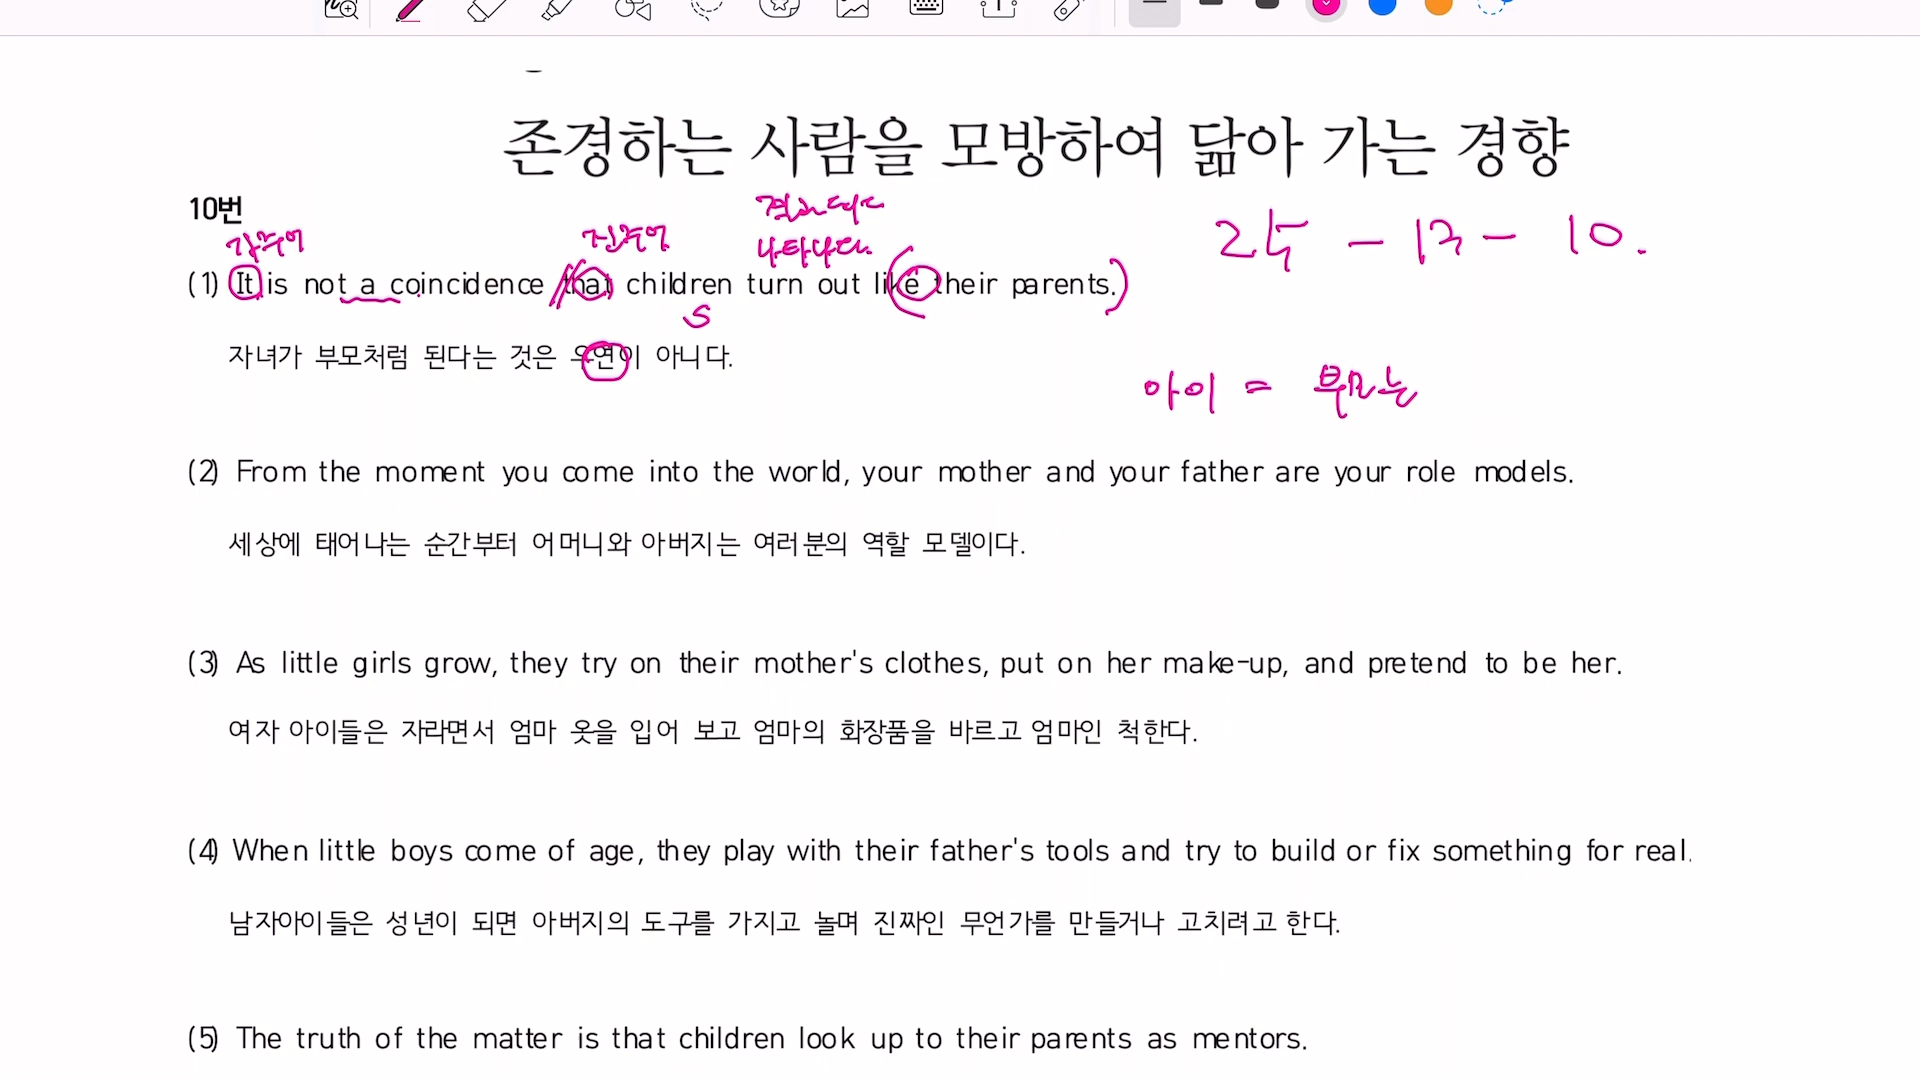 존경하는 사람을 모방하여 닮아 가는 경향
10번
가주어 진주어 결과 되다
나타나다.
25 - 13 - 10.
(1) It is not a coincidence that children turn out like their parents.
S
자녀가 부모처럼 된다는 것은 우연이 아니다.
아이 =
(2) From the moment you come into the world, your mother and your father are your role models.
세상에 태어나는 순간부터 어머니와 아버지는 여러분의 역할 모델이다.
(3) As little girls grow, they try on their mother's clothes, put on her make-up, and pretend to be her.
여자 아이들은 자라면서 엄마 옷을 입어 보고 엄마의 화장품을 바르고 엄마인 척한다.
(4) When little boys come of age, they play with their father's tools and try to build or fix something for real.
남자아이들은 성년이 되면 아버지의 도구를 가지고 놀며 진짜인 무언가를 만들거나 고치려고 한다.
(5) The truth of the matter is that children look up to their parents as mentors.